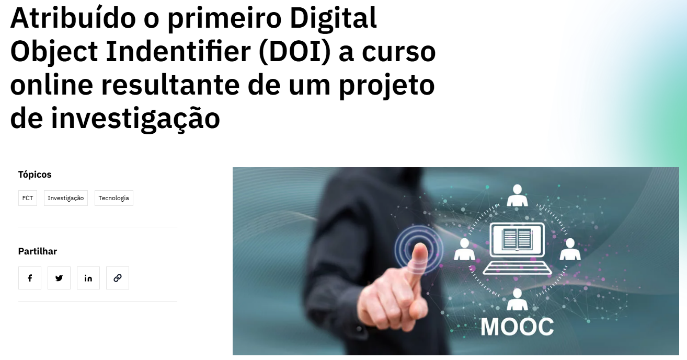 Atribuído o primeiro Digital
Object Indentifier (DOI) a curso
online resultante de um projeto
de investigação
Tópicos
FCT Investigação Tecnologia
Partilhar
MOOC